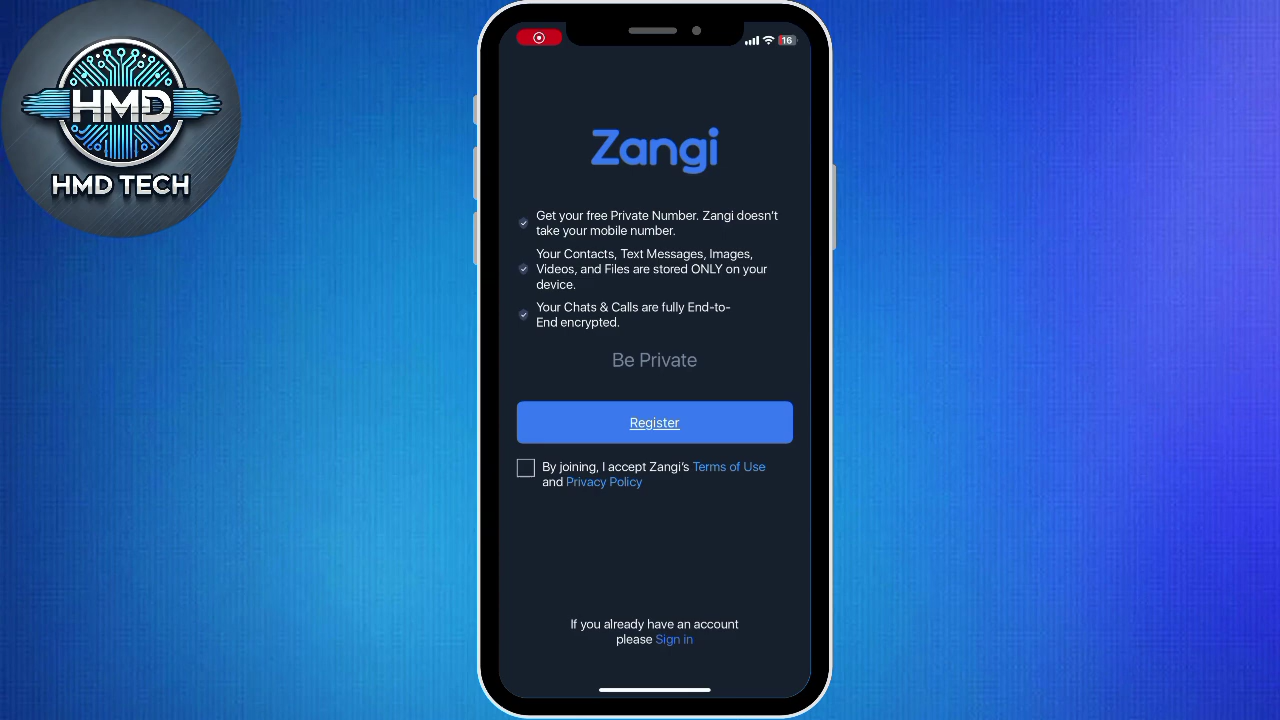 HMD
HMD TECH
16
Zangi
Get your free Private Number. Zangi doesn't
take your mobile number.
Your Contacts, Text Messages, Images,
Videos, and Files are stored ONLY on your
device.
Your Chats & Calls are fully End-to-
End encrypted.
Be Private
Register
By joining, I accept Zangi's Terms of Use
and Privacy Policy
If you already have an account
please Sign in